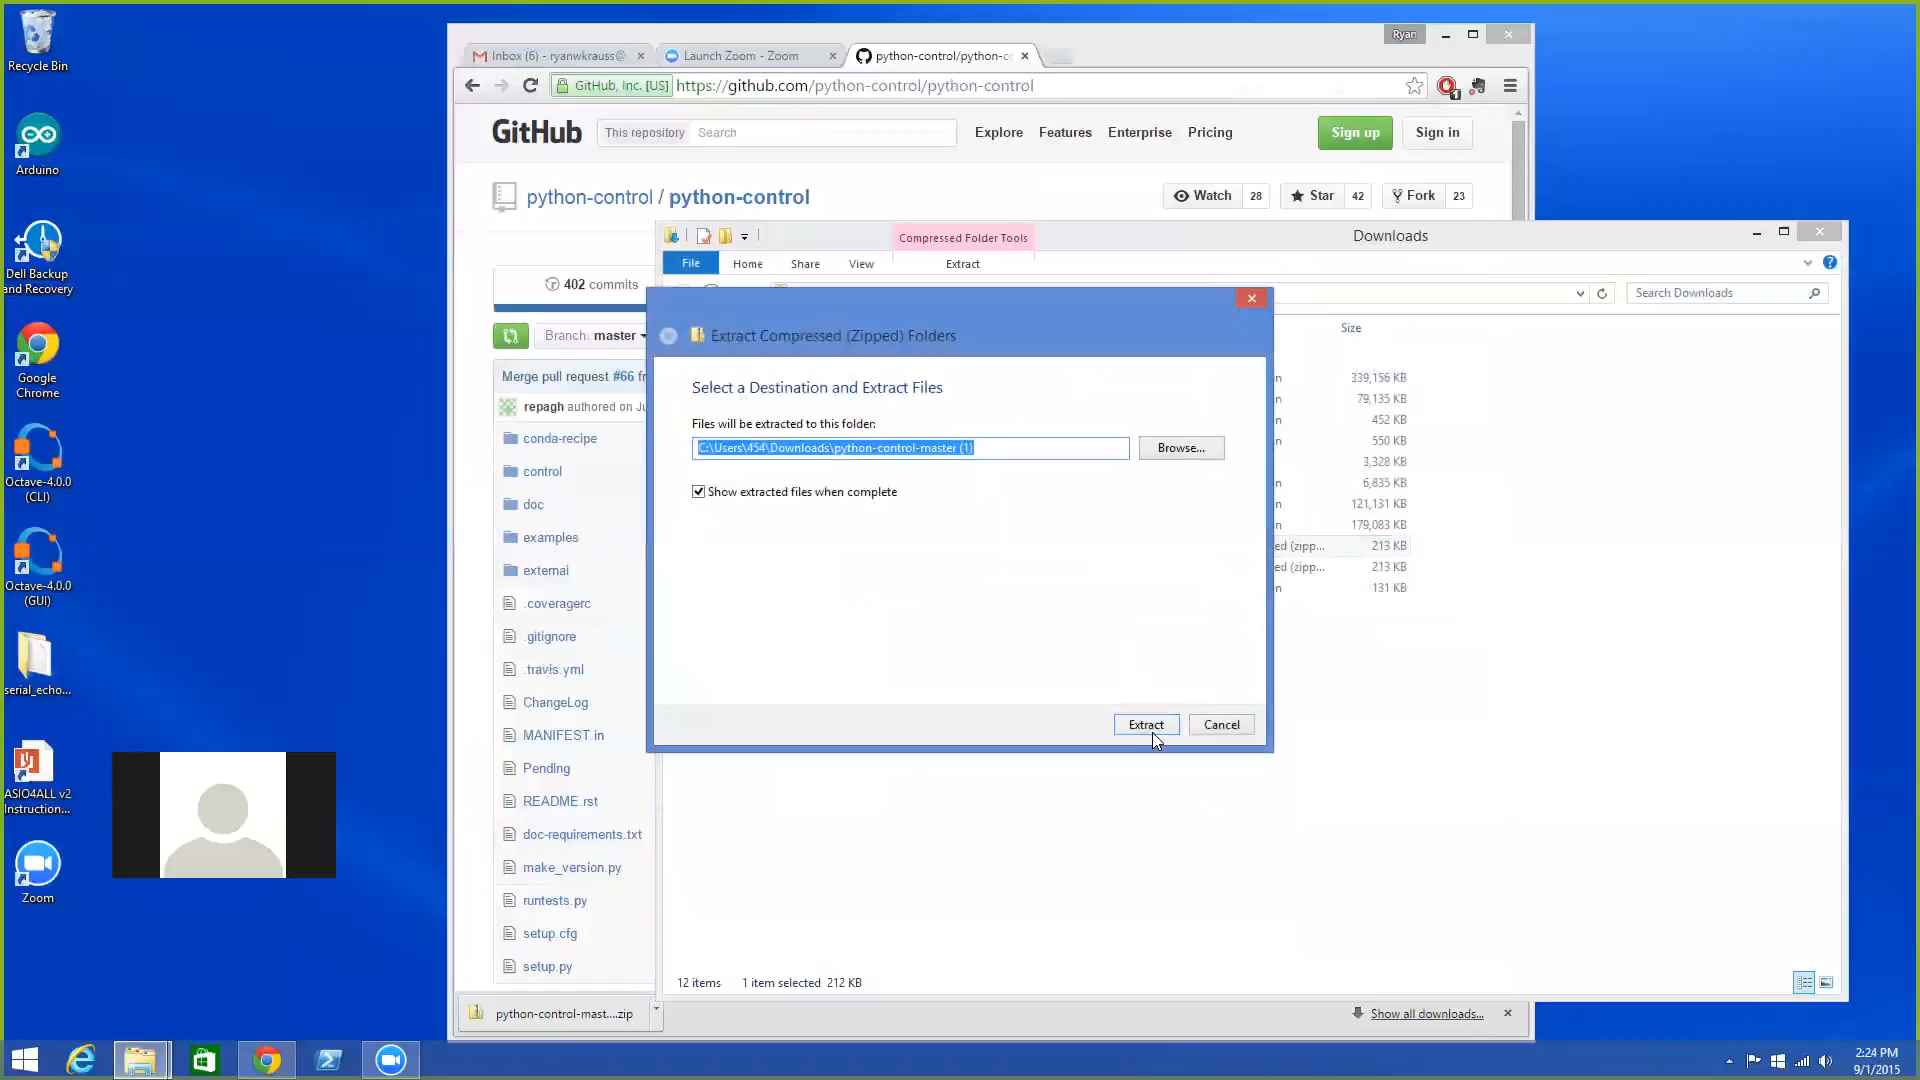 Recycle Bin
Arduino
Dell Backup
and Recovery
Google
Chrome
Octave-4.0.0
(CLI)
Octave-4.0.0
(GUI)
serial_echo...
ASIO4ALL v2
Instruction...
Zoom
Ryan
Inbox (6) - ryanwkrauss@
Launch Zoom - Zoom
python-control/python-co
GitHub, Inc. [US] https://github.com/python-control/python-control
GitHub This repository Search Explore Features Enterprise Pricing Sign up Sign in
python-control / python-control
Watch 28 Star 42 Fork 23
402 commits
Branch: master
Merge pull request #66 fr
repagh authored on Ju
conda-recipe
control
doc
examples
external
.coveragerc
.gitignore
.travis.yml
ChangeLog
MANIFEST.in
Pending
README.rst
doc-requirements.txt
make_version.py
runtests.py
setup.cfg
setup.py
Compressed Folder Tools
Downloads
File Home Share View Extract
Search Downloads
Size
n 339,156 KB
n 79,135 KB
n 452 KB
n 550 KB
n 3,328 KB
n 6,835 KB
n 121,131 KB
n 179,083 KB
ed (zipp... 213 KB
ed (zipp... 213 KB
n 131 KB
Extract Compressed (Zipped) Folders
Select a Destination and Extract Files
Files will be extracted to this folder:
C:\Users\454\Downloads\python-control-master (1)
Browse...
Show extracted files when complete
Extract Cancel
12 items 1 item selected 212 KB
python-control-mast....zip
Show all downloads...
2:24 PM
9/1/2015